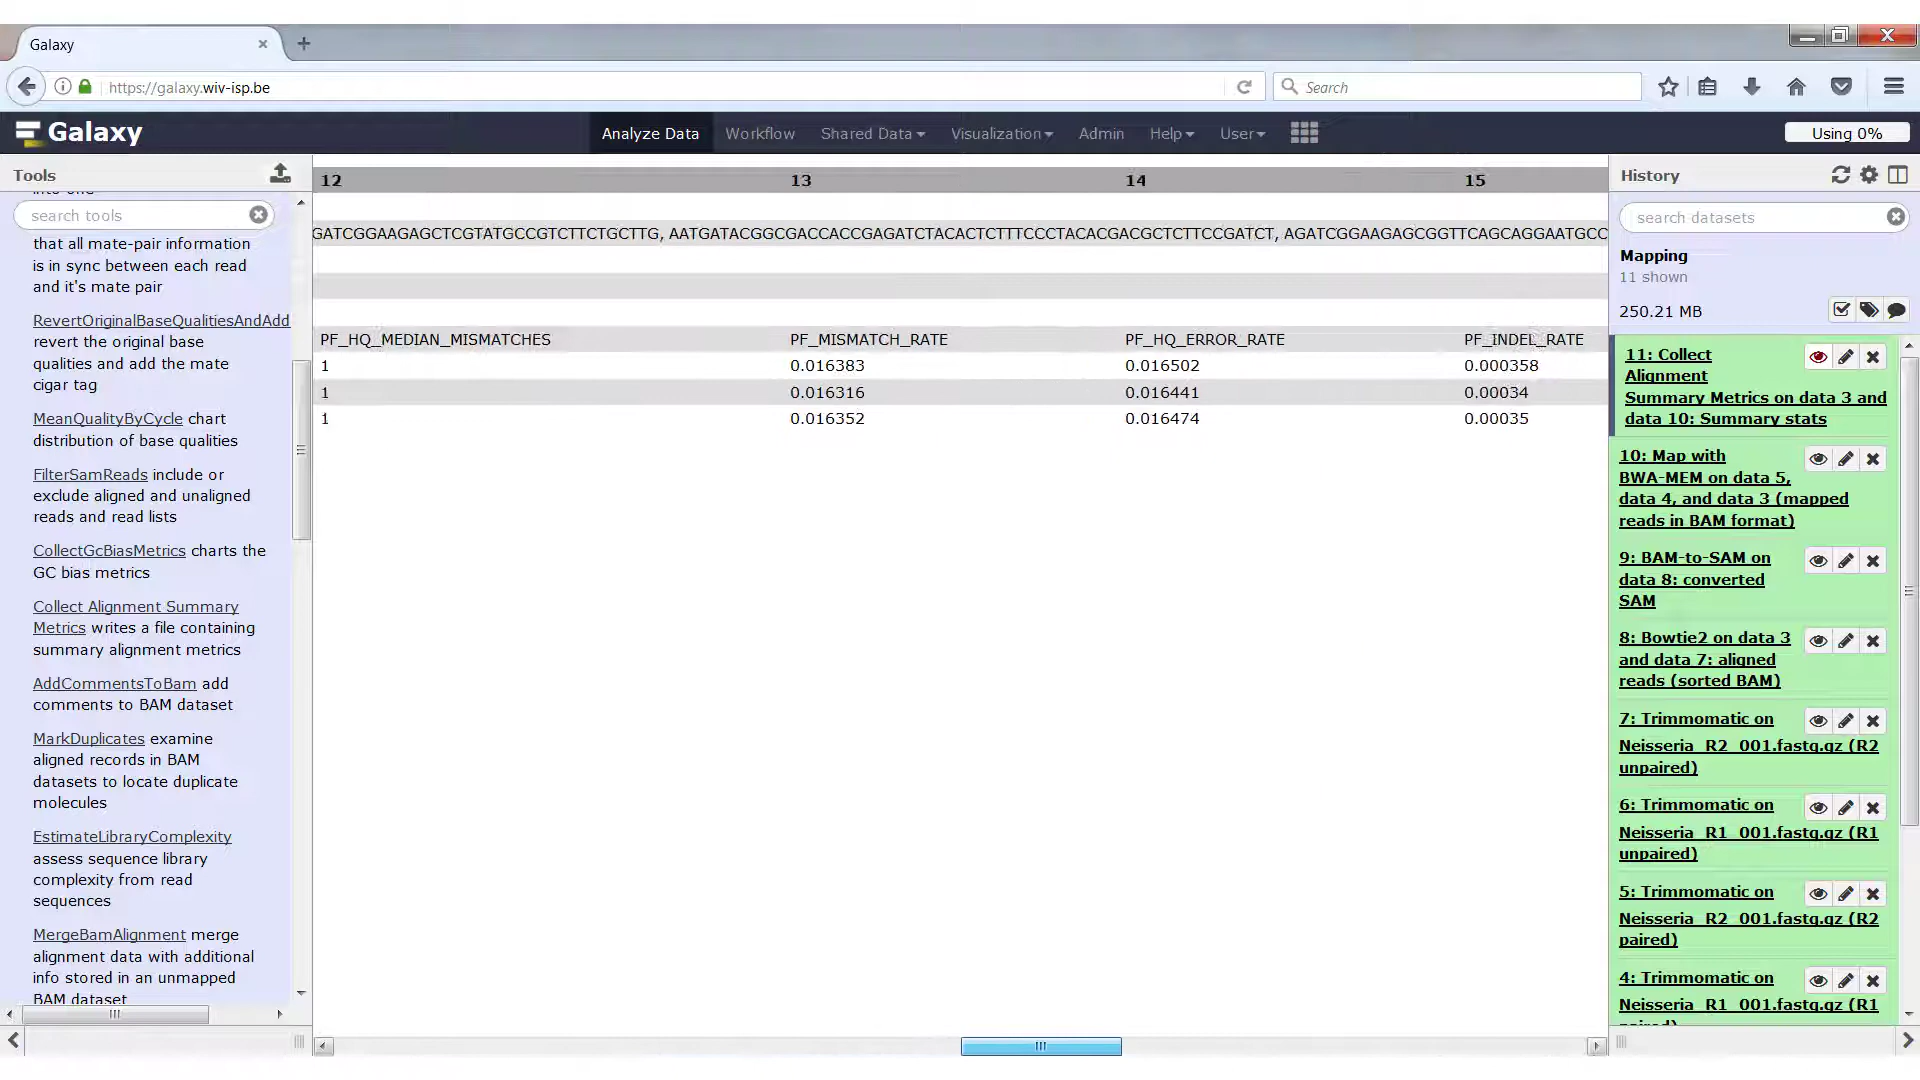 Galaxy
https://galaxy.wiv-isp.be
Search
Galaxy
Analyze Data
Workflow
Shared Data
Visualization
Admin
Help
User
Using 0%
Tools
search tools
that all mate-pair information
is in sync between each read
and it's mate pair
RevertOriginalBaseQualitiesAndAdd
revert the original base
qualities and add the mate
cigar tag
MeanQualityByCycle chart
distribution of base qualities
FilterSamReads include or
exclude aligned and unaligned
reads and read lists
CollectGcBiasMetrics charts the
GC bias metrics
Collect Alignment Summary
Metrics writes a file containing
summary alignment metrics
AddCommentsToBam add
comments to BAM dataset
MarkDuplicates examine
aligned records in BAM
datasets to locate duplicate
molecules
EstimateLibraryComplexity
assess sequence library
complexity from read
sequences
MergeBamAlignment merge
alignment data with additional
info stored in an unmapped
BAM dataset
12 13 14 15
GATCGGAAGAGCTCGTATGCCGTCTTCTGCTTG, AATGATACGGCGACCACCGAGATCTACACTCTTTCCCTACACGACGCTCTTCCGATCT, AGATCGGAAGAGCGGTTCAGCAGGAATGCC
PF_HQ_MEDIAN_MISMATCHES PF_MISMATCH_RATE PF_HQ_ERROR_RATE PF_INDEL_RATE
1 0.016383 0.016502 0.000358
1 0.016316 0.016441 0.00034
1 0.016352 0.016474 0.00035
History
search datasets
Mapping
11 shown
250.21 MB
11: Collect
Alignment
Summary Metrics on data 3 and
data 10: Summary stats
10: Map with
BWA-MEM on data 5,
data 4, and data 3 (mapped
reads in BAM format)
9: BAM-to-SAM on
data 8: converted
SAM
8: Bowtie2 on data 3
and data 7: aligned
reads (sorted BAM)
7: Trimmomatic on
Neisseria_R2_001.fastq.gz (R2
unpaired)
6: Trimmomatic on
Neisseria_R1_001.fastq.gz (R1
unpaired)
5: Trimmomatic on
Neisseria_R2_001.fastq.gz (R2
paired)
4: Trimmomatic on
Neisseria_R1_001.fastq.gz (R1